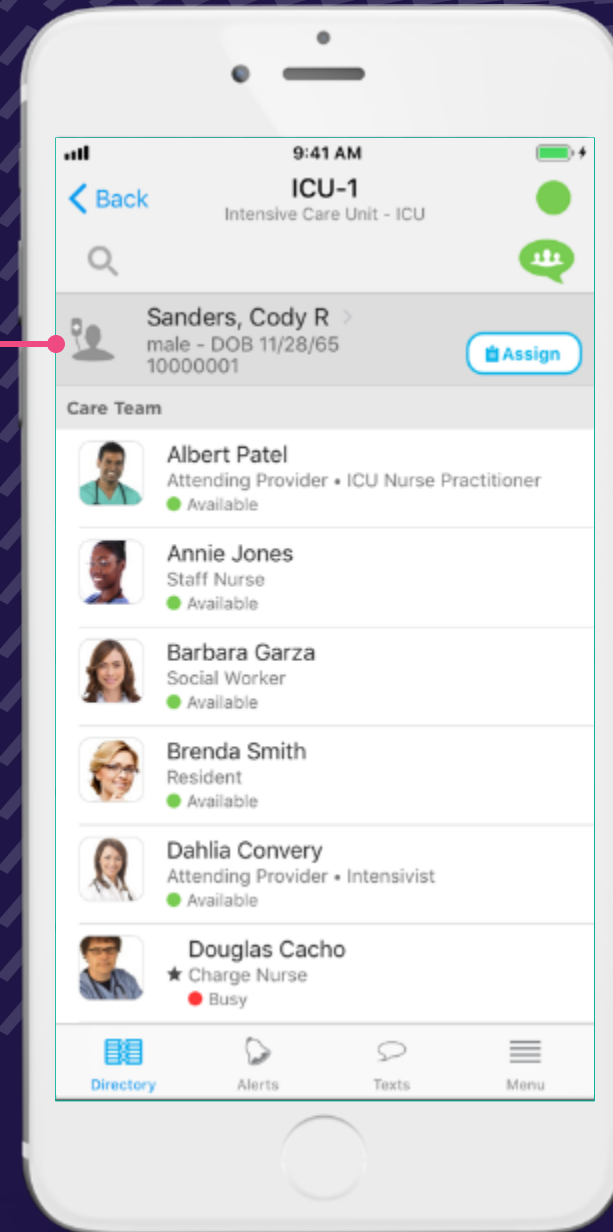 9:41 AM
Back
ICU-1
Intensive Care Unit - ICU
Sanders, Cody R
male - DOB 11/28/65
10000001
Assign
Care Team
Albert Patel
Attending Provider • ICU Nurse Practitioner
Available
Annie Jones
Staff Nurse
Available
Barbara Garza
Social Worker
Available
Brenda Smith
Resident
Available
Dahlia Convery
Attending Provider • Intensivist
Available
Douglas Cacho
★ Charge Nurse
Busy
Directory
Alerts
Texts
Menu